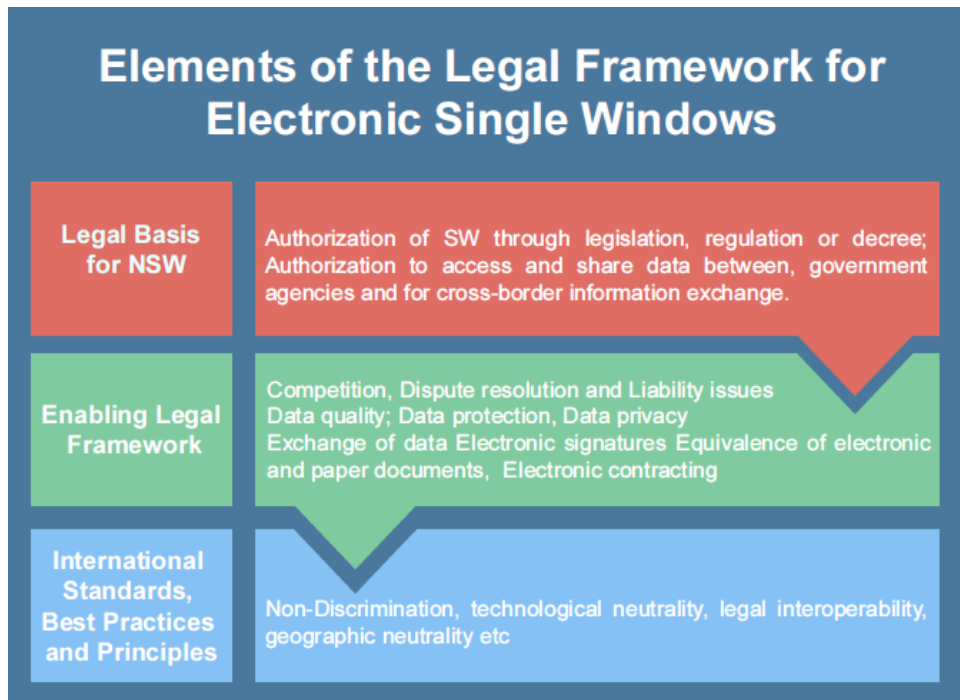 Elements of the Legal Framework for
Electronic Single Windows
Legal Basis
for NSW
Authorization of SW through legislation, regulation or decree;
Authorization to access and share data between, government
agencies and for cross-border information exchange.
Enabling Legal
Framework
Competition, Dispute resolution and Liability issues
Data quality; Data protection, Data privacy
Exchange of data Electronic signatures Equivalence of electronic
and paper documents, Electronic contracting
International
Standards,
Best Practices
and Principles
Non-Discrimination, technological neutrality, legal interoperability,
geographic neutrality etc